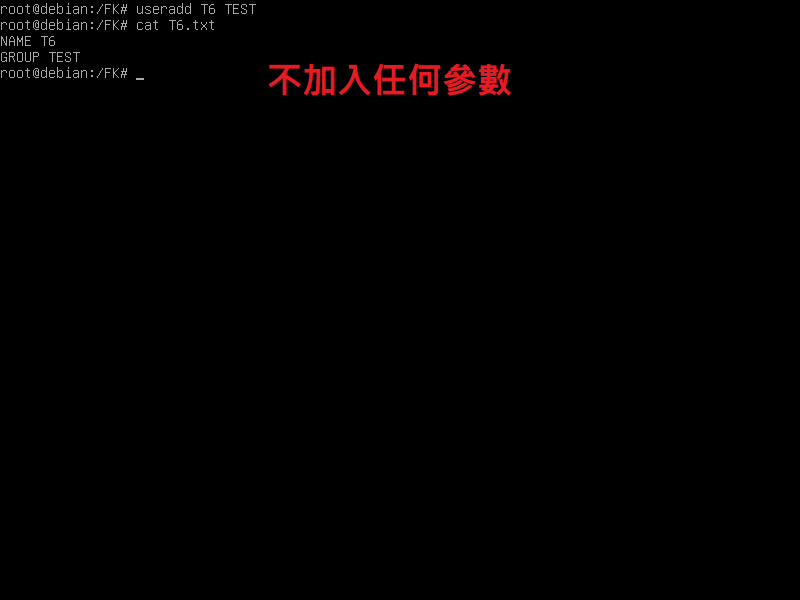 root@debian:/FK# useradd T6 TEST
root@debian:/FK# cat T6.txt
NAME T6
GROUP TEST
root@debian:/FK# _
不加入任何參數